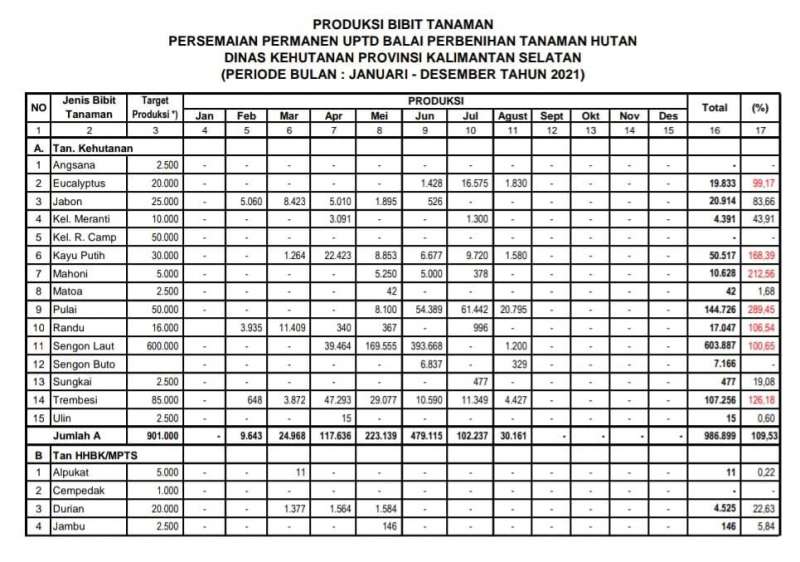 PRODUKSI BIBIT TANAMAN
PERSEMAIAN PERMANEN UPTD BALAI PERBENIHAN TANAMAN HUTAN
DINAS KEHUTANAN PROVINSI KALIMANTAN SELATAN
(PERIODE BULAN : JANUARI - DESEMBER TAHUN 2021)
NO Jenis Bibit Tanaman Target Produksi *) PRODUKSI Total (%)
Jan Feb Mar Apr Mei Jun Jul Agust Sept Okt Nov Des
1 2 3 4 5 6 7 8 9 10 11 12 13 14 15 16 17
A. Tan. Kehutanan
1 Angsana 2.500 - - - - - - - - - - - - - -
2 Eucalyptus 20.000 - - - - - 1.428 16.575 1.830 - - - - 19.833 99,17
3 Jabon 25.000 - 5.060 8.423 5.010 1.895 526 - - - - - - 20.914 83,66
4 Kel. Meranti 10.000 - - - 3.091 - - 1.300 - - - - - 4.391 43,91
5 Kel. R. Camp 50.000 - - - - - - - - - - - - - -
6 Kayu Putih 30.000 - - 1.264 22.423 8.853 6.677 9.720 1.580 - - - - 50.517 168,39
7 Mahoni 5.000 - - - - 5.250 5.000 378 - - - - - 10.628 212,56
8 Matoa 2.500 - - - - 42 - - - - - - - 42 1,68
9 Pulai 50.000 - - - - 8.100 54.389 61.442 20.795 - - - - 144.726 289,45
10 Randu 16.000 - 3.935 11.409 340 367 - 996 - - - - - 17.047 106,54
11 Sengon Laut 600.000 - - - 39.464 169.555 393.668 - 1.200 - - - - 603.887 100,65
12 Sengon Buto - - - - - 6.837 - 329 - - - - 7.166 -
13 Sungkai 2.500 - - - - - - 477 - - - - - 477 19,08
14 Trembesi 85.000 - 648 3.872 47.293 29.077 10.590 11.349 4.427 - - - - 107.256 126,18
15 Ulin 2.500 - - - 15 - - - - - - - - 15 0,60
Jumlah A 901.000 - 9.643 24.968 117.636 223.139 479.115 102.237 30.161 - - - - 986.899 109,53
B Tan HHBK/MPTS
1 Alpukat 5.000 - - 11 - - - - - - - - - 11 0,22
2 Cempedak 1.000 - - - - - - - - - - - - - -
3 Durian 20.000 - - 1.377 1.564 1.584 - - - - - - - 4.525 22,63
4 Jambu 2.500 - - - - 146 - - - - - - - 146 5,84